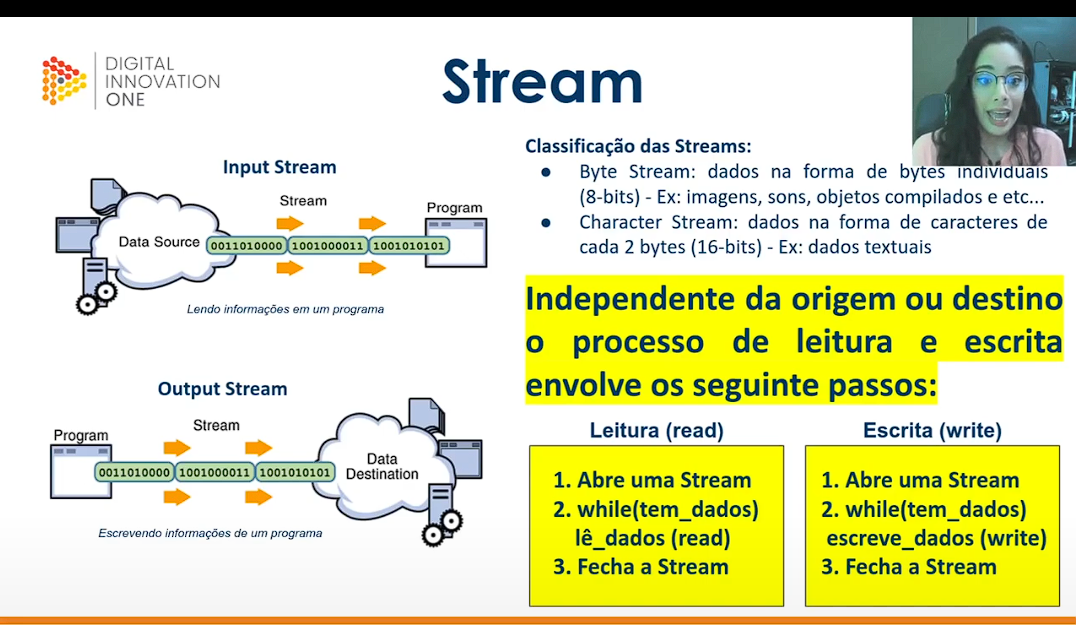 DIGITAL
INNOVATION
ONE
Stream
Input Stream
Stream
Program
Data Source
0011010000 1001000011 1001010101
Lendo informações em um programa
Output Stream
Stream
Program
0011010000 1001000011 1001010101
Data
Destination
Escrevendo informações de um programa
Classificação das Streams:
● Byte Stream: dados na forma de bytes individuais
(8-bits) - Ex: imagens, sons, objetos compilados e etc...
● Character Stream: dados na forma de caracteres de
cada 2 bytes (16-bits) - Ex: dados textuais
Independente da origem ou destino
o processo de leitura e escrita
envolve os seguinte passos:
Leitura (read)
1. Abre uma Stream
2. while(tem_dados)
lê_dados (read)
3. Fecha a Stream
Escrita (write)
1. Abre uma Stream
2. while(tem_dados)
escreve_dados (write)
3. Fecha a Stream